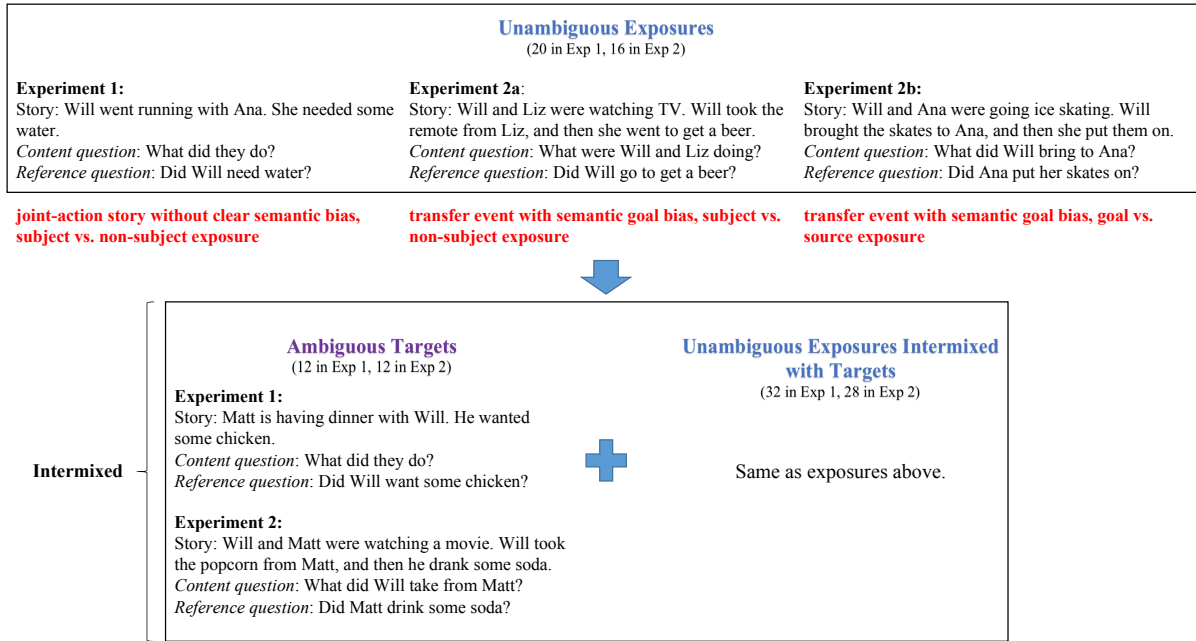 Unambiguous Exposures
(20 in Exp 1, 16 in Exp 2)
Experiment 1:
Story: Will went running with Ana. She needed some
water.
Content question: What did they do?
Reference question: Did Will need water?
Experiment 2a:
Story: Will and Liz were watching TV. Will took the
remote from Liz, and then she went to get a beer.
Content question: What were Will and Liz doing?
Reference question: Did Will go to get a beer?
Experiment 2b:
Story: Will and Ana were going ice skating. Will
brought the skates to Ana, and then she put them on.
Content question: What did Will bring to Ana?
Reference question: Did Ana put her skates on?
joint-action story without clear semantic bias,
subject vs. non-subject exposure
transfer event with semantic goal bias, subject vs.
non-subject exposure
transfer event with semantic goal bias, goal vs.
source exposure
Intermixed
Ambiguous Targets
(12 in Exp 1, 12 in Exp 2)
Experiment 1:
Story: Matt is having dinner with Will. He wanted
some chicken.
Content question: What did they do?
Reference question: Did Will want some chicken?
Experiment 2:
Story: Will and Matt were watching a movie. Will took
the popcorn from Matt, and then he drank some soda.
Content question: What did Will take from Matt?
Reference question: Did Matt drink some soda?
Unambiguous Exposures Intermixed
with Targets
(32 in Exp 1, 28 in Exp 2)
Same as exposures above.